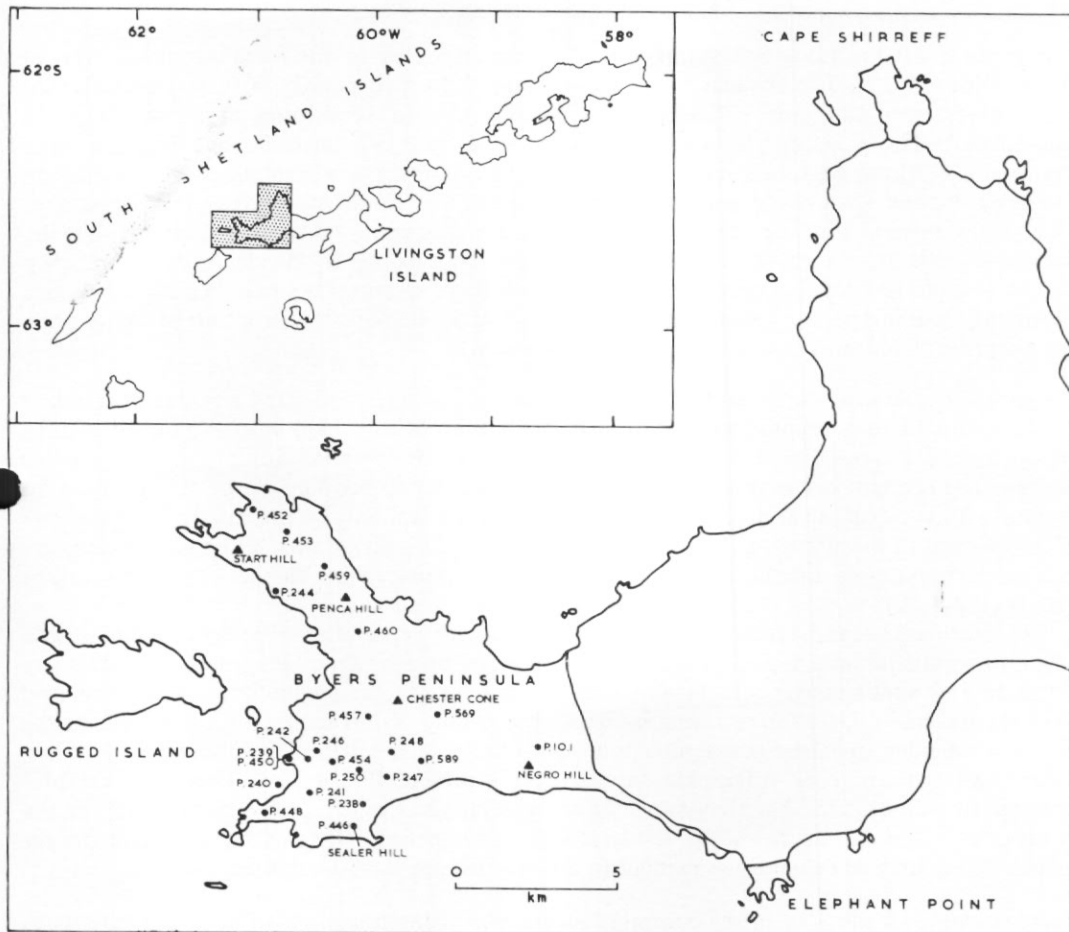 62°
60°W
58°
62°S
63°
SOUTH SHETLAND ISLANDS
LIVINGSTON
ISLAND
CAPE SHIRREFF
P.452
P.453
START HILL
P.459
P.244
PENCA HILL
P.460
BYERS PENINSULA
CHESTER CONE
P.457
P.569
RUGGED ISLAND
P.242
P.246
P.248
P.239
P.450
P.454
P.589
P.10.1
P.250
NEGRO HILL
P.240
P.247
P.241
P.238
P.448
P.446
SEALER HILL
0 5
km
ELEPHANT POINT